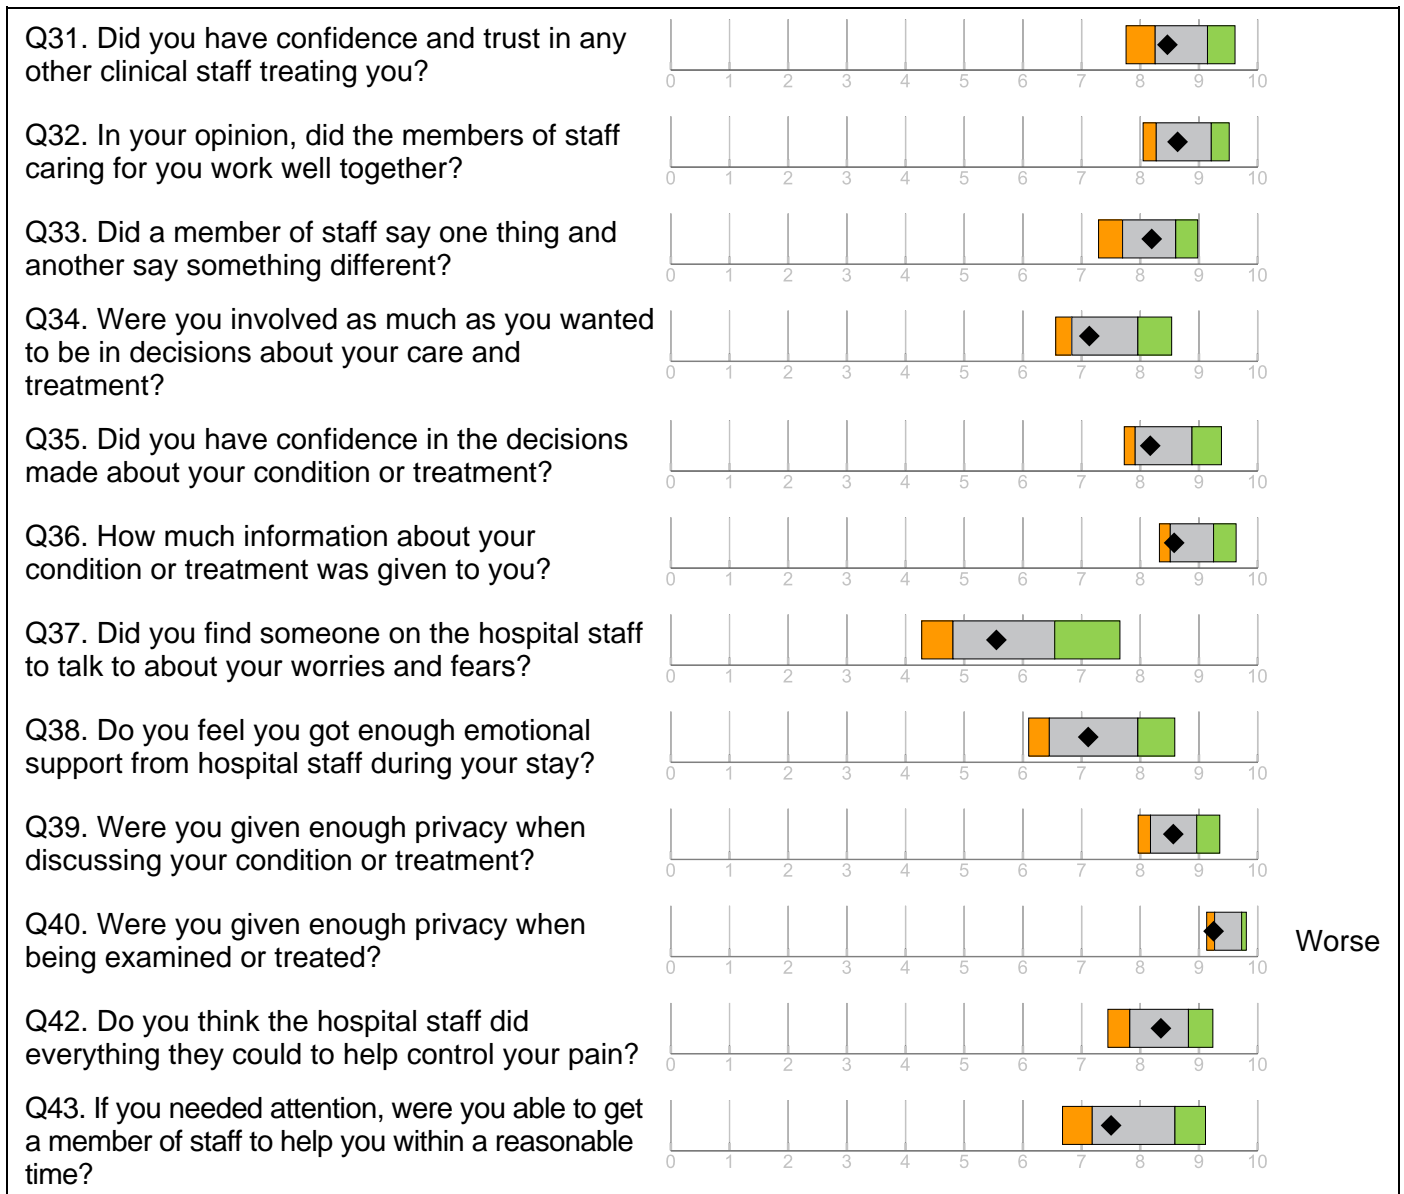 Q31. Did you have confidence and trust in any
other clinical staff treating you?
0 1 2 3 4 5 6 7 8 9 10
Q32. In your opinion, did the members of staff
caring for you work well together?
0 1 2 3 4 5 6 7 8 9 10
Q33. Did a member of staff say one thing and
another say something different?
0 1 2 3 4 5 6 7 8 9 10
Q34. Were you involved as much as you wanted
to be in decisions about your care and
treatment?
0 1 2 3 4 5 6 7 8 9 10
Q35. Did you have confidence in the decisions
made about your condition or treatment?
0 1 2 3 4 5 6 7 8 9 10
Q36. How much information about your
condition or treatment was given to you?
0 1 2 3 4 5 6 7 8 9 10
Q37. Did you find someone on the hospital staff
to talk to about your worries and fears?
0 1 2 3 4 5 6 7 8 9 10
Q38. Do you feel you got enough emotional
support from hospital staff during your stay?
0 1 2 3 4 5 6 7 8 9 10
Q39. Were you given enough privacy when
discussing your condition or treatment?
0 1 2 3 4 5 6 7 8 9 10
Q40. Were you given enough privacy when
being examined or treated?
0 1 2 3 4 5 6 7 8 9 10
Worse
Q42. Do you think the hospital staff did
everything they could to help control your pain?
0 1 2 3 4 5 6 7 8 9 10
Q43. If you needed attention, were you able to get
a member of staff to help you within a reasonable
time?
0 1 2 3 4 5 6 7 8 9 10